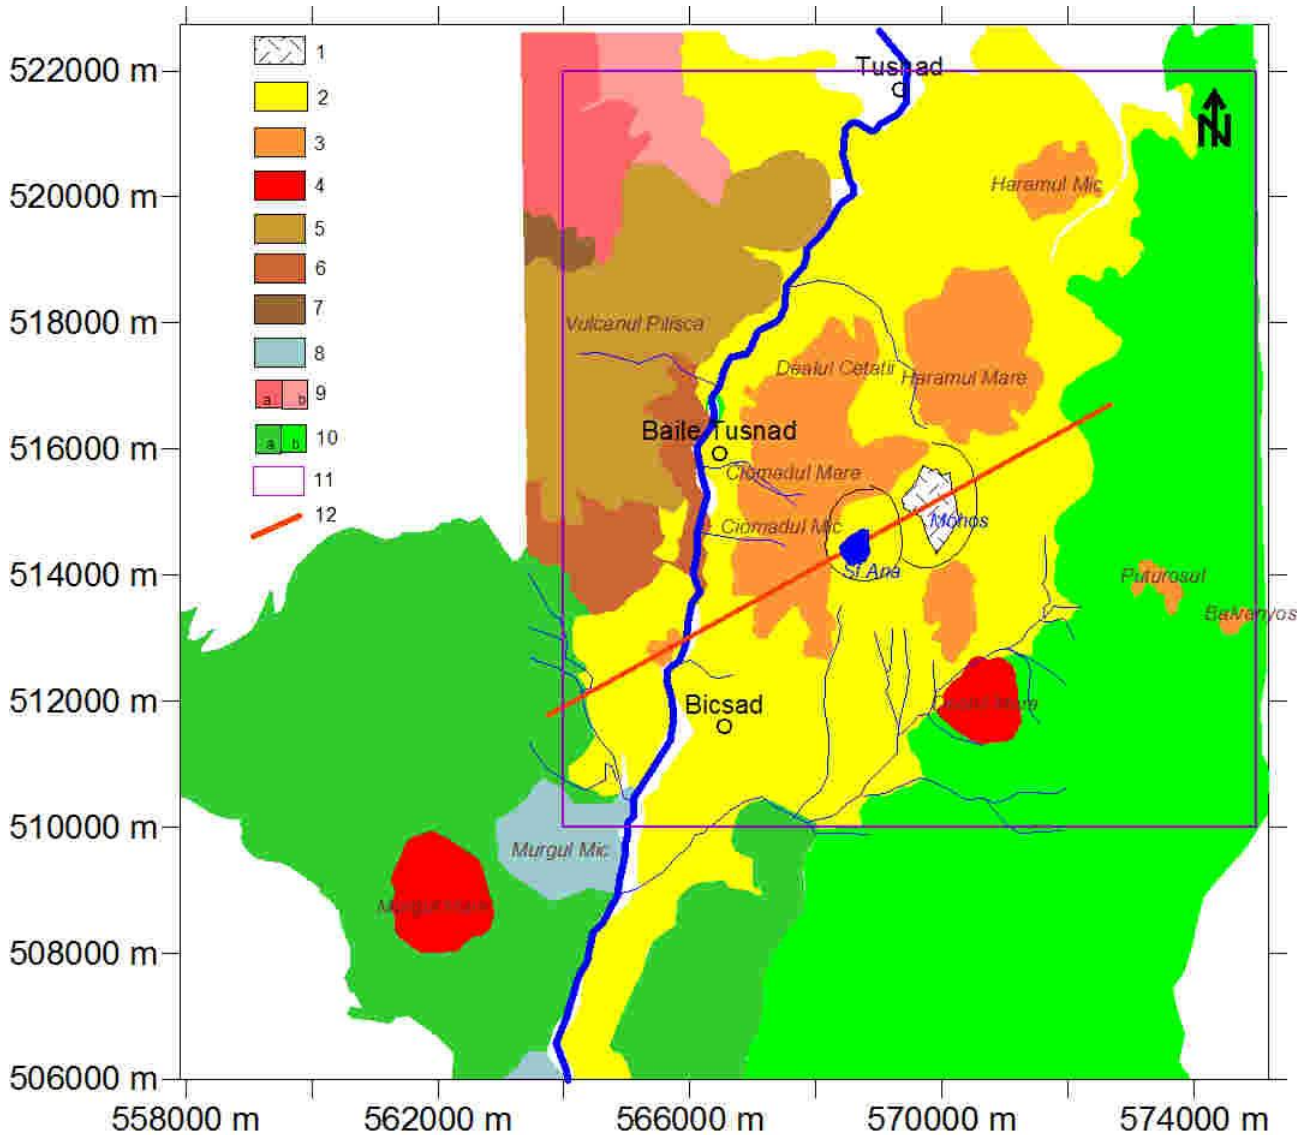 522000 m
520000 m
518000 m
516000 m
514000 m
512000 m
510000 m
508000 m
506000 m
558000 m
562000 m
566000 m
570000 m
574000 m
1
2
3
4
5
6
7
8
a b 9
a b 10
11
12
N
Tusnad
Haramul Mic
Vulcanul Pilisca
Dealul Cetatii
Haramul Mare
Baile Tusnad
Ciomadul Mare
Ciomadul Mic
Mohos
Sf Ana
Puturosul
Balvanyos
Bicsad
Mare
Murgul Mic
Murgul